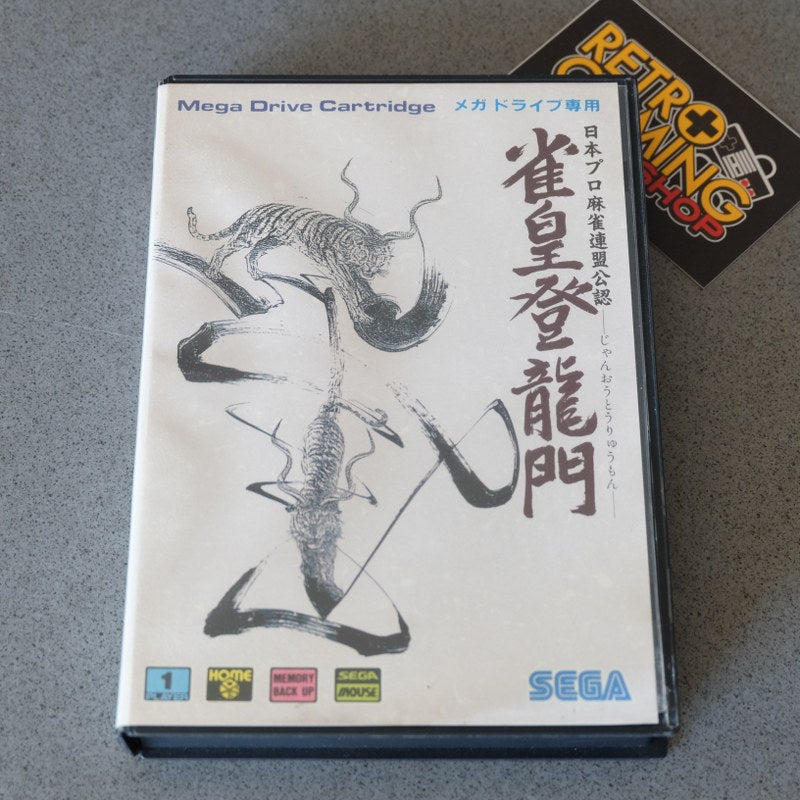 Mega Drive Cartridge メガドライブ専用
日本プロ麻雀連盟公認
雀皇登龍門
じゃんおうとうりゅうもん
1
PLAYER
HOME
MEMORY
BACK UP
SEGA
MOUSE
SEGA
RETRO
SHOP